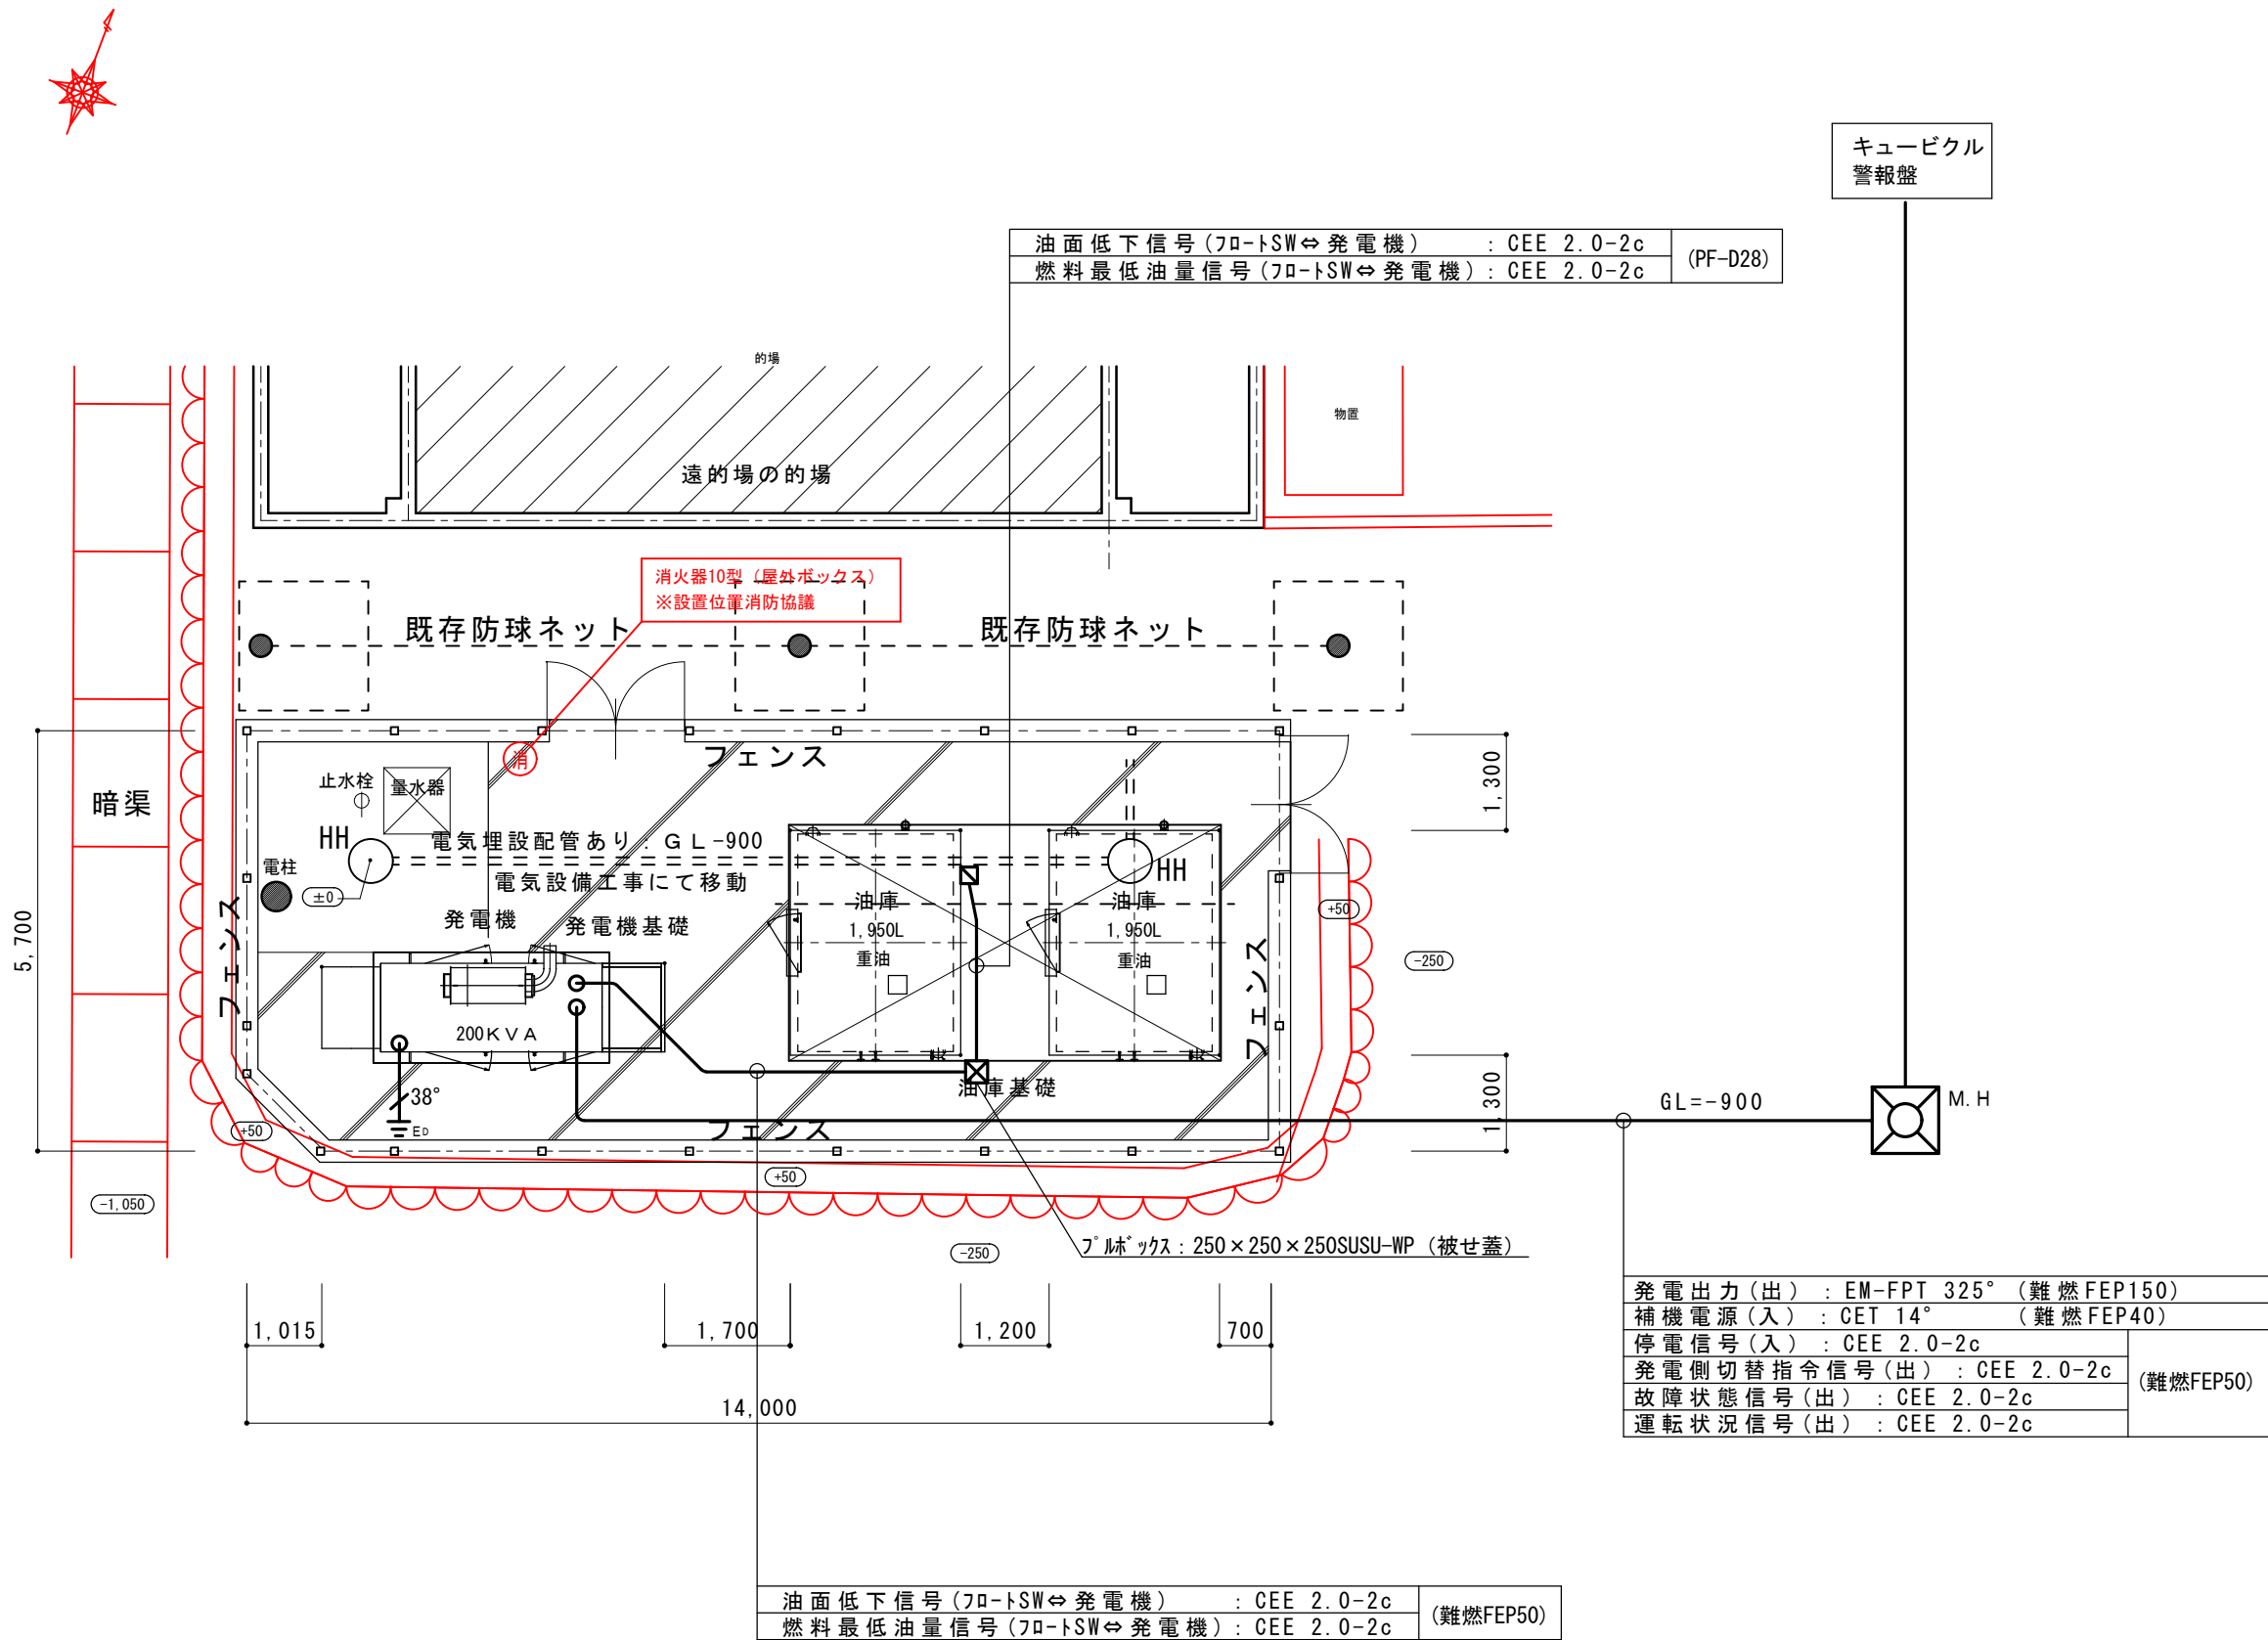 キュービクル
警報盤
油面低下信号(フロートSW⇔発電機) : CEE 2.0-2c
燃料最低油量信号(フロートSW⇔発電機) : CEE 2.0-2c
(PF-D28)
的場
物置
遠的場の的場
消火器10型（屋外ボックス）
※設置位置消防協議
既存防球ネット
既存防球ネット
消
フェンス
1,300
止水栓
量水器
暗渠
HH
電気埋設配管あり：ＧＬ-900
HH
電柱
電気設備工事にて移動
±0
油庫
1,950L
重油
油庫
1,950L
重油
+50
発電機
発電機基礎
フェンス
5,700
-250
フェンス
200ＫＶＡ
油庫基礎
38°
ED
1,300
GL=-900
M.H
+50
フェンス
+50
-1,050
-250
プルボックス：250×250×250SUSU-WP（被せ蓋）
発電出力(出) : EM-FPT 325°（難燃FEP150）
補機電源(入) : CET 14°（難燃FEP40）
停電信号(入) : CEE 2.0-2c
発電側切替指令信号(出) : CEE 2.0-2c
故障状態信号(出) : CEE 2.0-2c
運転状況信号(出) : CEE 2.0-2c
(難燃FEP50)
1,015
1,700
1,200
700
14,000
油面低下信号(フロートSW⇔発電機) : CEE 2.0-2c
燃料最低油量信号(フロートSW⇔発電機) : CEE 2.0-2c
(難燃FEP50)